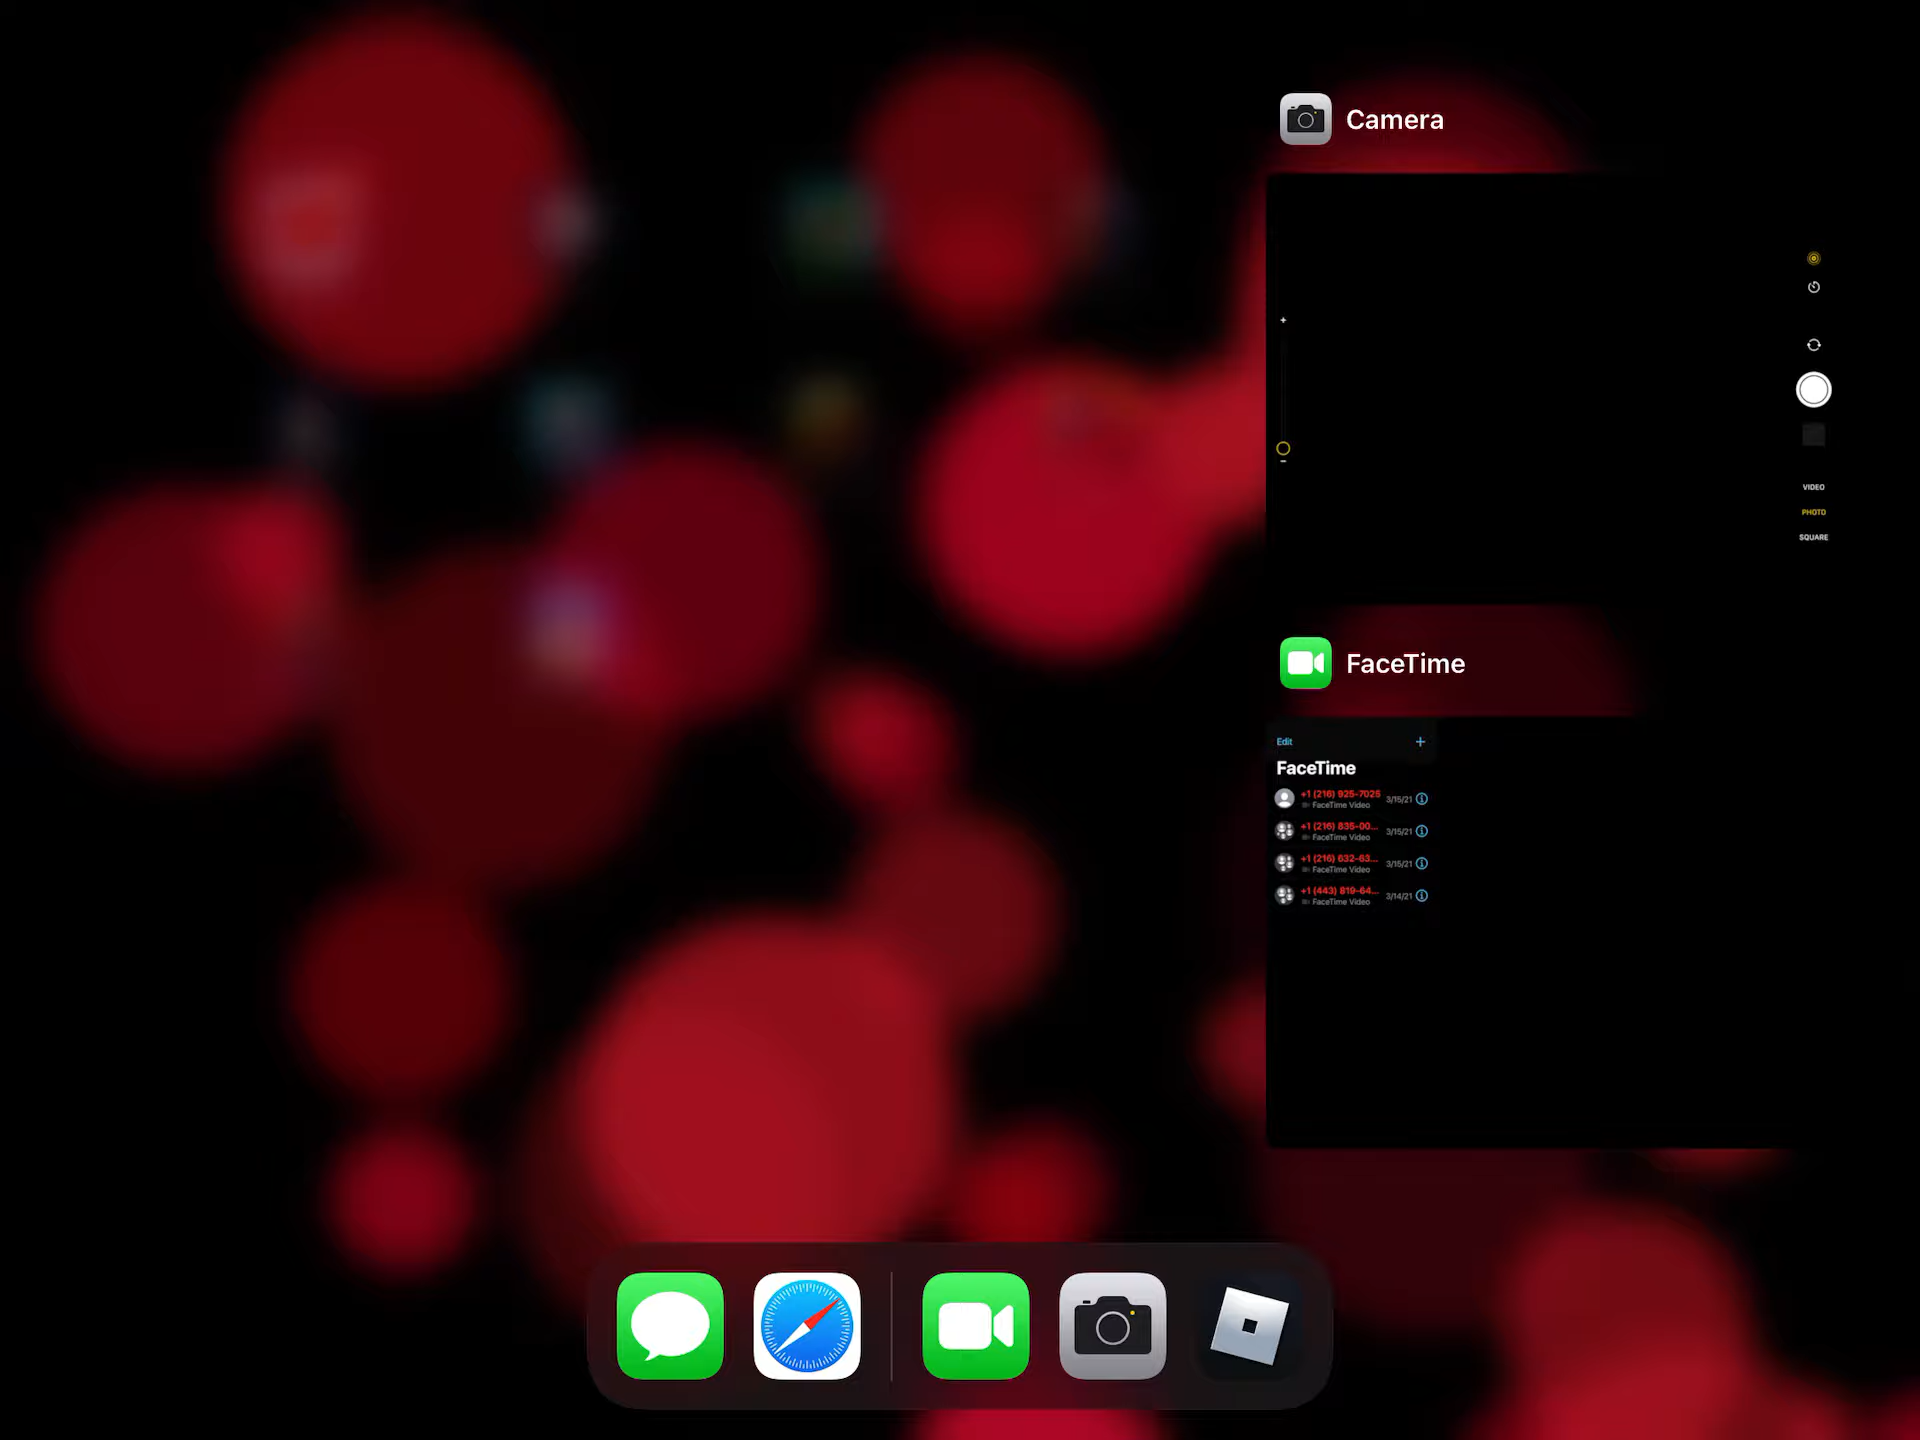 Camera
VIDEO
PHOTO
SQUARE
FaceTime
Edit
FaceTime
+1 (216) 925-7025
FaceTime Video
3/15/21
+1 (216) 835-00...
FaceTime Video
3/15/21
+1 (216) 632-63...
FaceTime Video
3/15/21
+1 (443) 819-64...
FaceTime Video
3/14/21